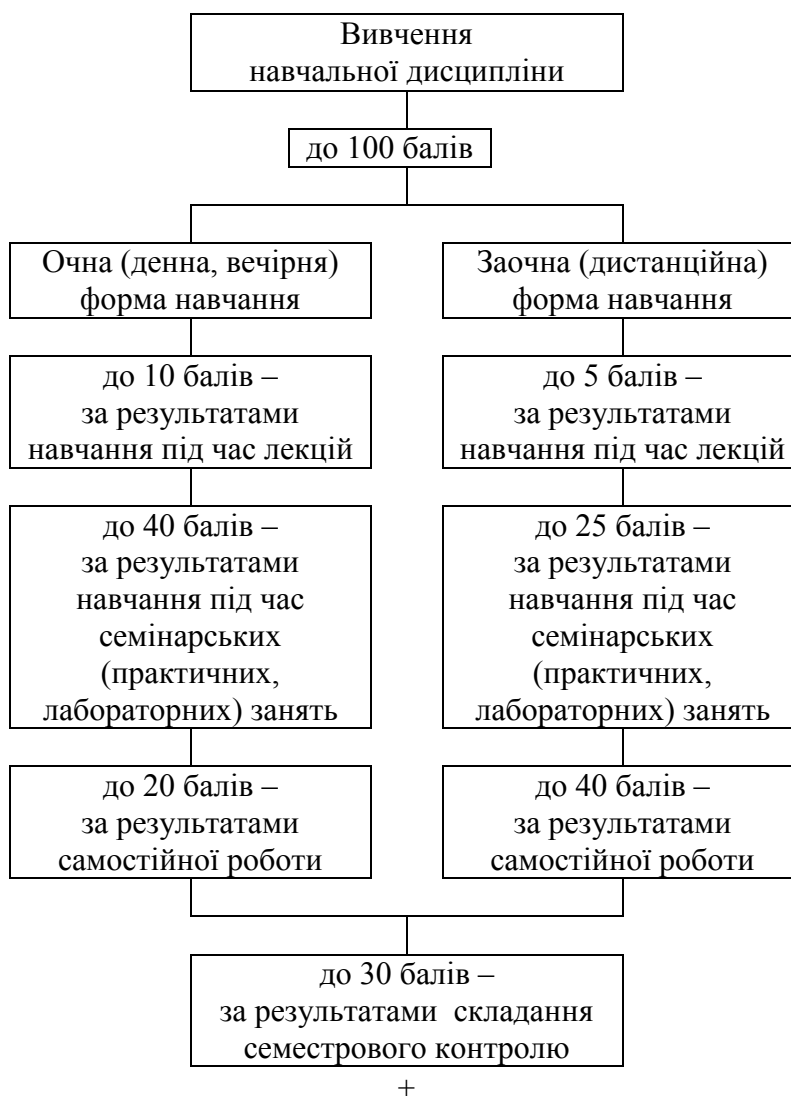 Вивчення
навчальної дисципліни
до 100 балів
Очна (денна, вечірня)
форма навчання
Заочна (дистанційна)
форма навчання
до 10 балів –
за результатами
навчання під час лекцій
до 5 балів –
за результатами
навчання під час лекцій
до 40 балів –
за результатами
навчання під час
семінарських
(практичних,
лабораторних) занять
до 25 балів –
за результатами
навчання під час
семінарських
(практичних,
лабораторних) занять
до 20 балів –
за результатами
самостійної роботи
до 40 балів –
за результатами
самостійної роботи
до 30 балів –
за результатами складання
семестрового контролю
+